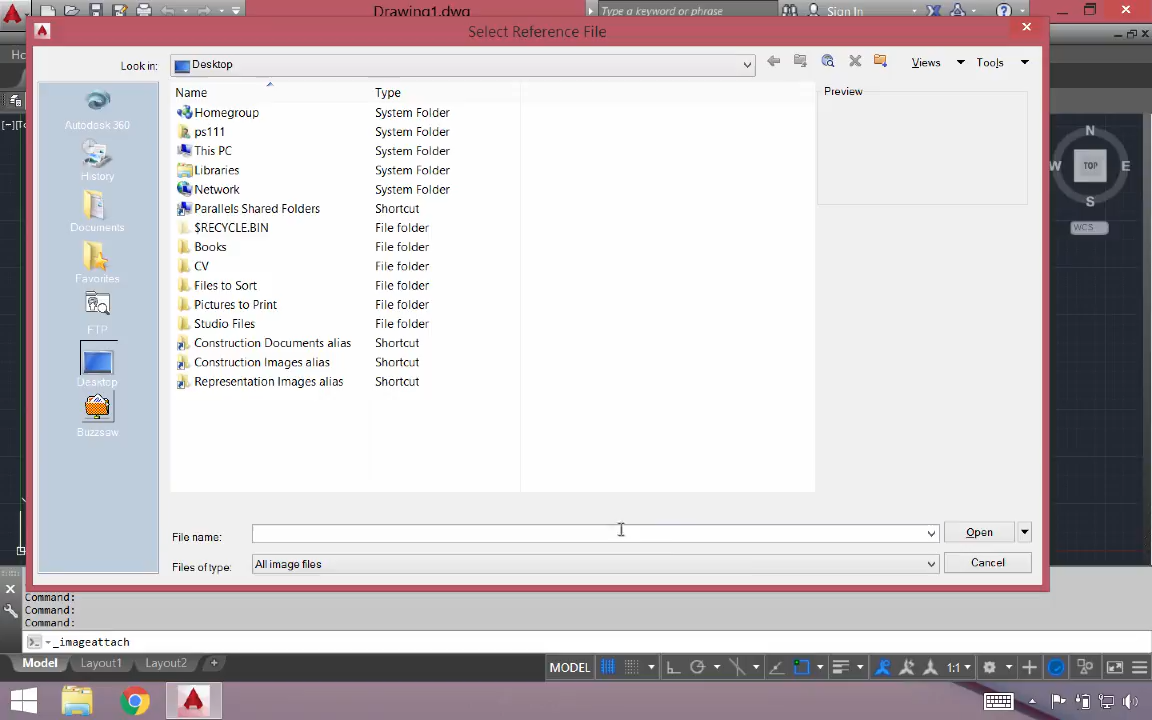 Drawing1.dwg
Type a keyword or phrase
Sign In
Select Reference File
Look in:
Desktop
Views
Tools
Name
Type
Preview
Homegroup
System Folder
ps111
System Folder
This PC
System Folder
Libraries
System Folder
Network
System Folder
Parallels Shared Folders
Shortcut
$RECYCLE.BIN
File folder
Books
File folder
CV
File folder
Files to Sort
File folder
Pictures to Print
File folder
Studio Files
File folder
Construction Documents alias
Shortcut
Construction Images alias
Shortcut
Representation Images alias
Shortcut
Autodesk 360
History
Documents
Favorites
FTP
Desktop
Buzzsaw
N
W
TOP
E
S
WCS
File name:
Open
Files of type:
All image files
Cancel
Command:
Command:
Command:
_imageattach
Model
Layout1
Layout2
+
MODEL
1:1